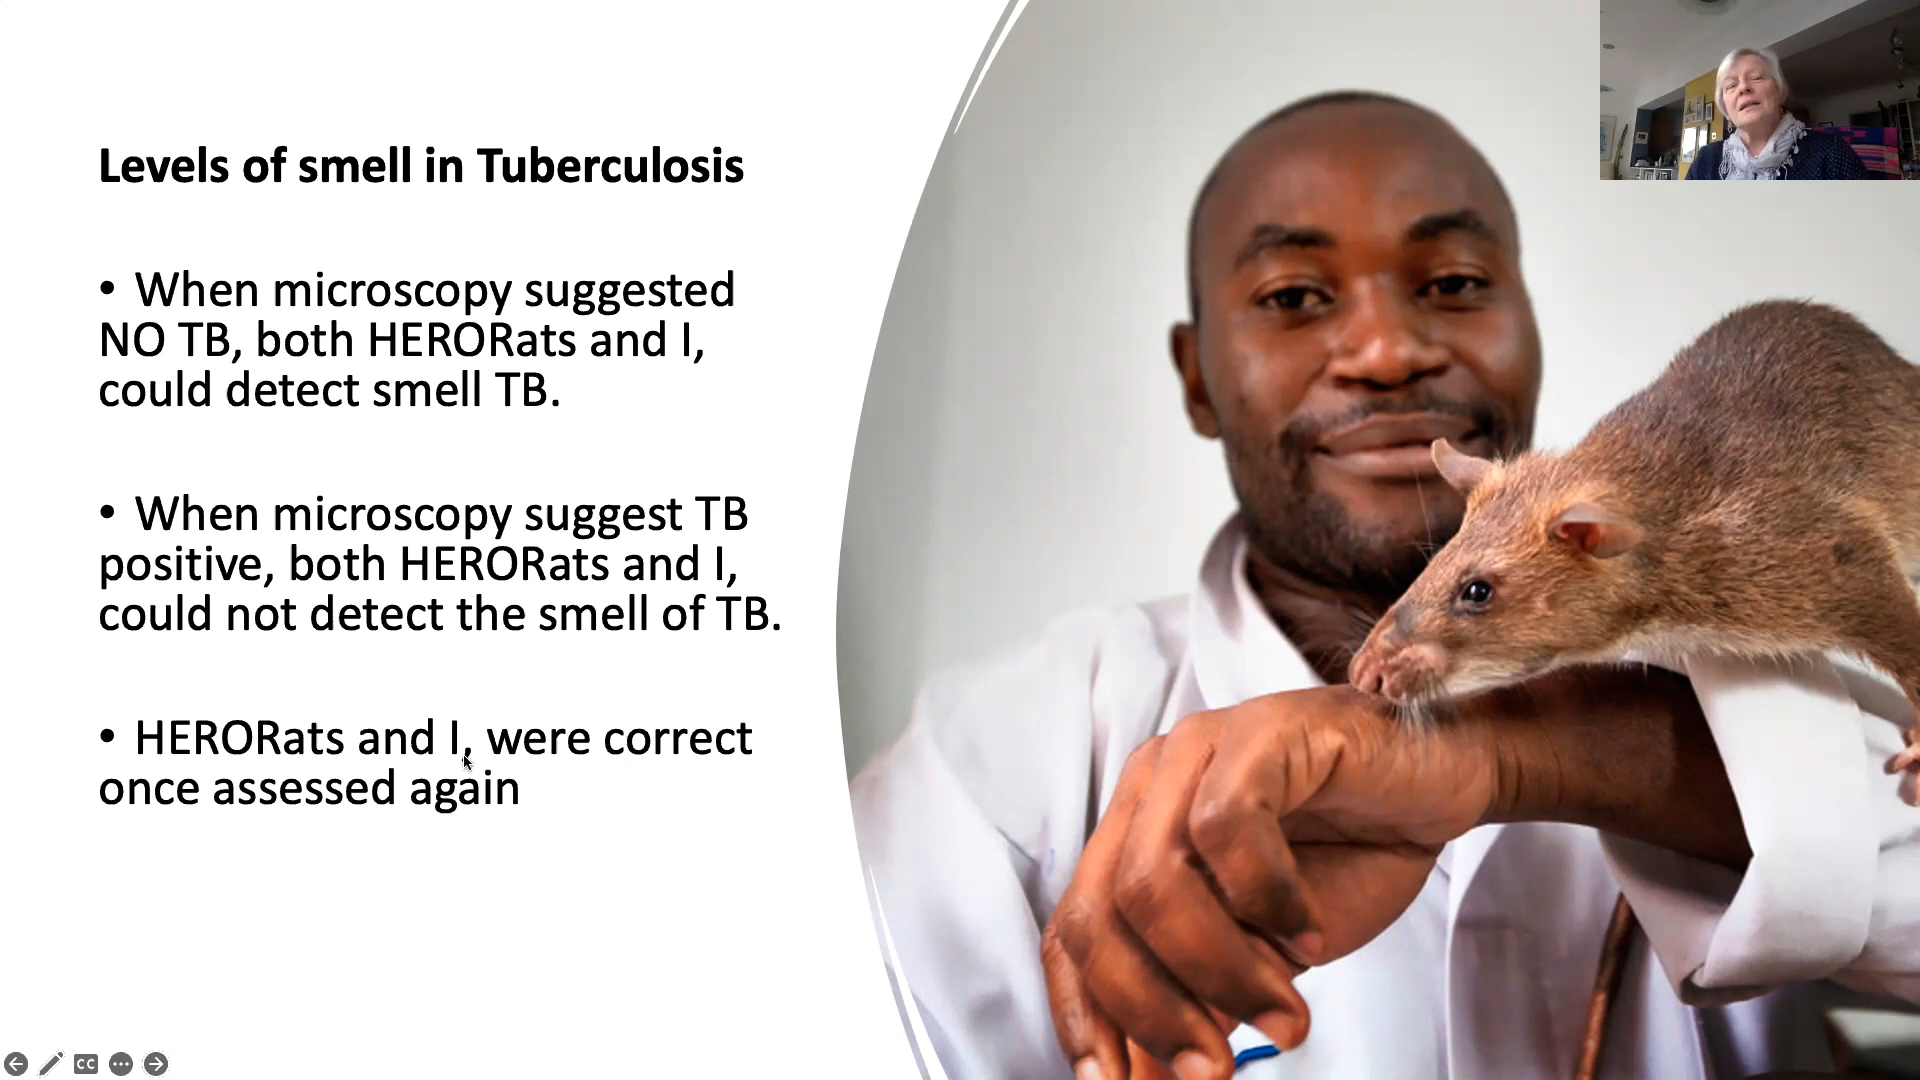 Levels of smell in Tuberculosis
• When microscopy suggested
NO TB, both HERORats and I,
could detect smell TB.
• When microscopy suggest TB
positive, both HERORats and I,
could not detect the smell of TB.
• HERORats and I, were correct
once assessed again
CC